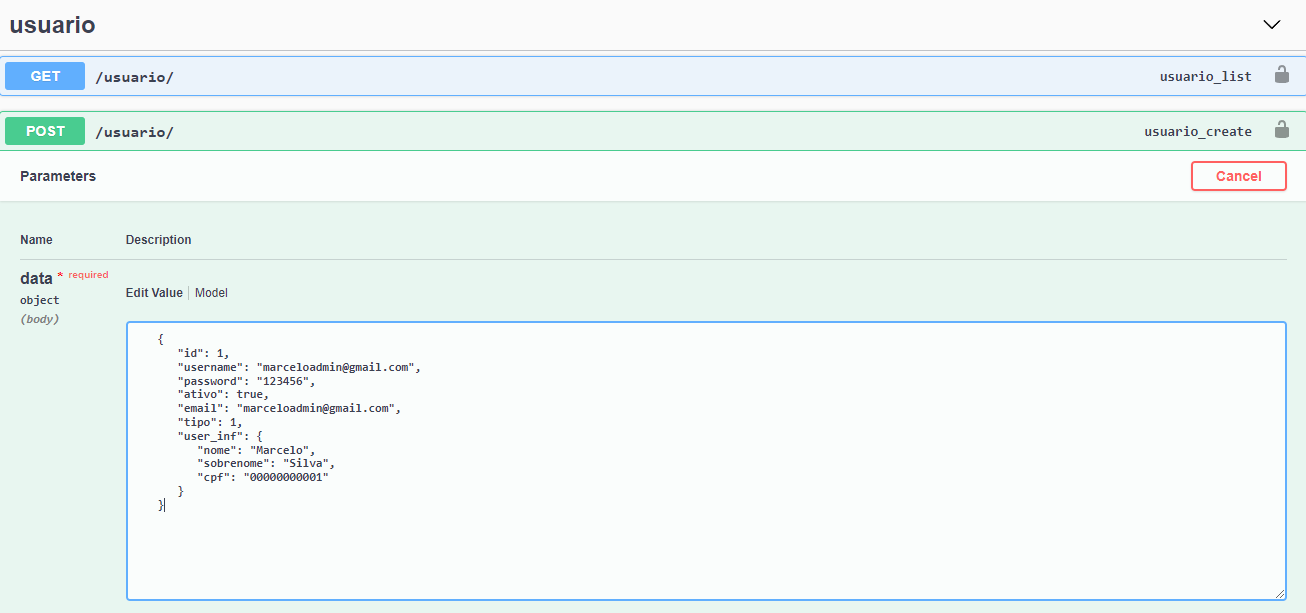 usuario
GET /usuario/ usuario_list
POST /usuario/ usuario_create
Parameters Cancel
Name Description
data * required
object
(body)
Edit Value Model
{
"id": 1,
"username": "marceloadmin@gmail.com",
"password": "123456",
"ativo": true,
"email": "marceloadmin@gmail.com",
"tipo": 1,
"user_inf": {
"nome": "Marcelo",
"sobrenome": "Silva",
"cpf": "00000000001"
}
}